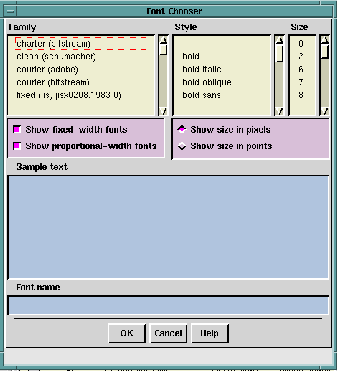 Font Chooser
Family Style Size
charter (bitstream) 0
clean (schumacher) bold 2
courier (adobe) bold italic 6
courier (bitstream) bold oblique 7
fixed (jis, jisx0208.1983-0) bold sans 8
Show fixed-width fonts Show size in pixels
Show proportional-width fonts Show size in points
Sample text
Font name
OK Cancel Help